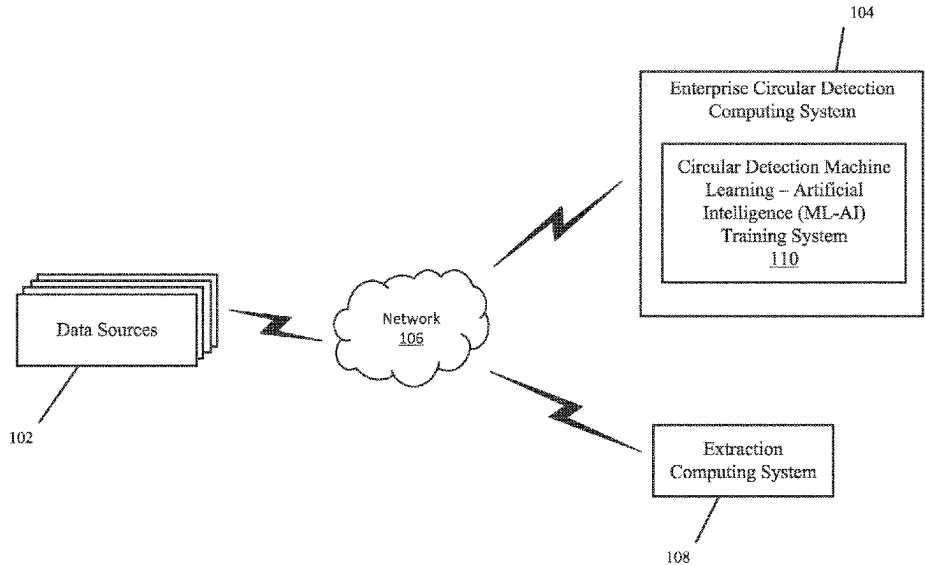 104
Enterprise Circular Detection
Computing System
Circular Detection Machine
Learning – Artificial
Intelligence (ML-AI)
Training System
110
Network
106
Data Sources
102
Extraction
Computing System
108